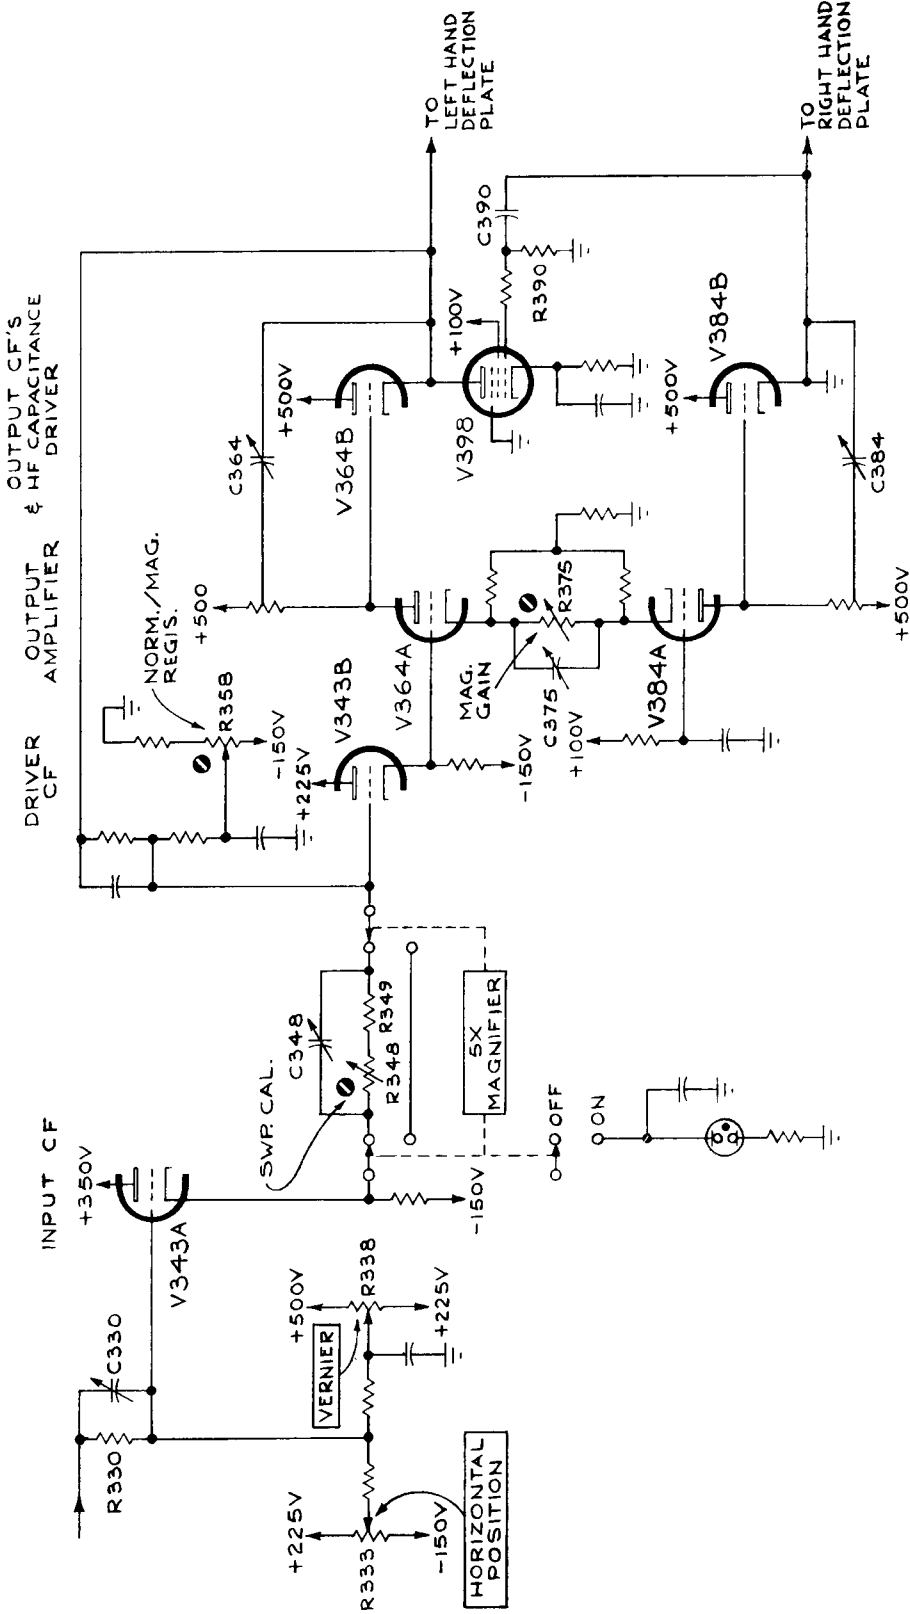 INPUT CF
DRIVER
CF
OUTPUT
AMPLIFIER
OUTPUT CF'S
& HF CAPACITANCE
DRIVER
R330
C330
+350V
V343A
+225V
R333
-150V
HORIZONTAL
POSITION
+500V
VERNIER
R338
+225V
-150V
SWP. CAL.
C348
R348
R349
5X
MAGNIFIER
OFF
ON
NORM./MAG.
REGIS.
R358
-150V
+225V
V343B
-150V
+500
C364
V364A
MAG.
GAIN
R375
C375
+100V
V384A
+500V
+500V
V364B
TO
LEFT HAND
DEFLECTION
PLATE
+100V
V398
C390
R390
+500V
V384B
C384
TO
RIGHT HAND
DEFLECTION
PLATE